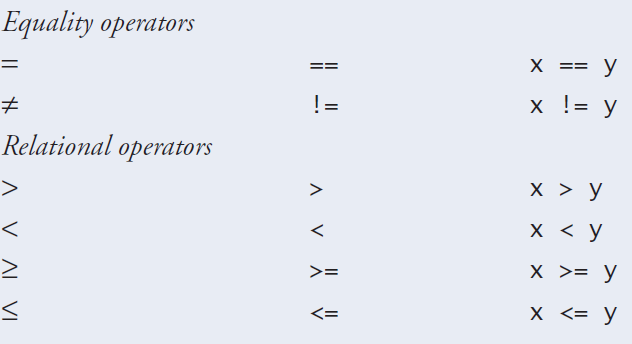 Equality operators
= == x == y
≠ != x != y
Relational operators
> > x > y
< < x < y
≥ >= x >= y
≤ <= x <= y